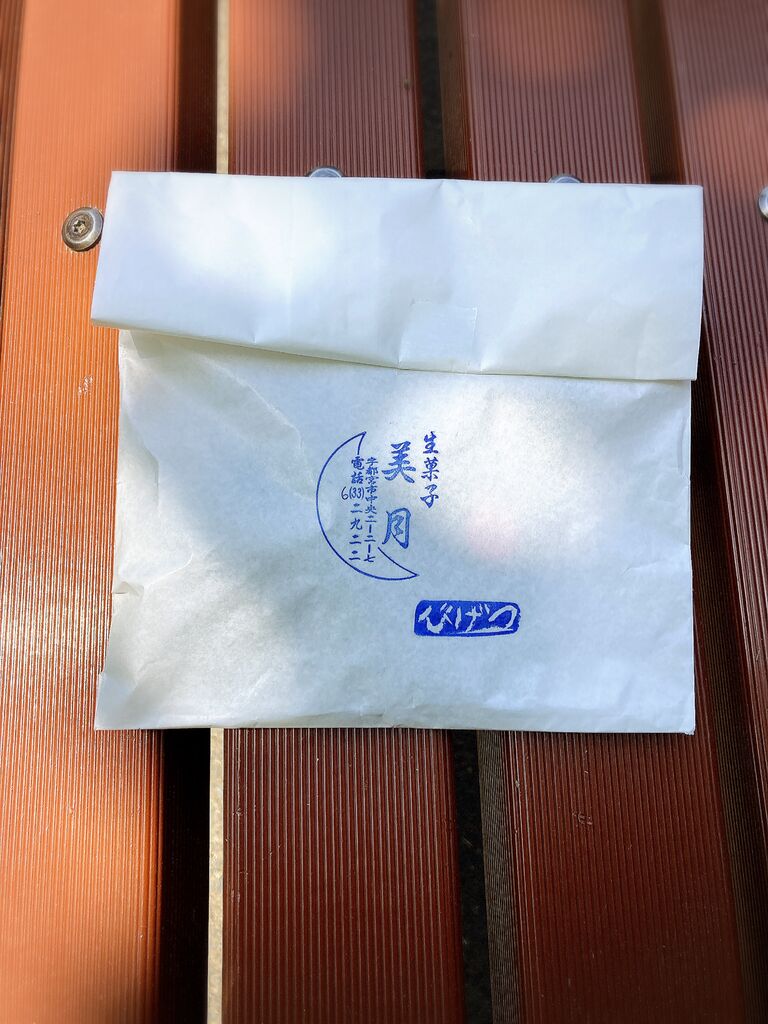 生菓子
美月
宇都宮市中央二ー二ー七
電話6(33)二九二二
びげつ